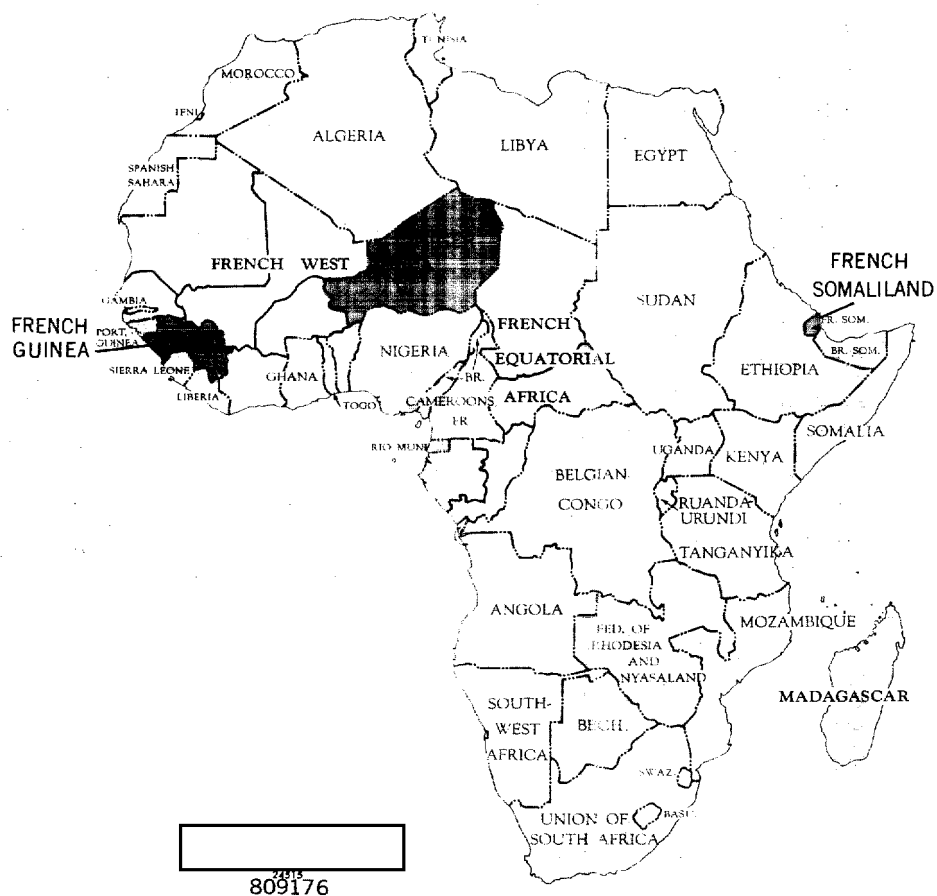 TUNISIA
MOROCCO
IFNI
ALGERIA
LIBYA
EGYPT
SPANISH
SAHARA
FRENCH WEST
FRENCH
SOMALILAND
GAMBIA
SUDAN
FR. SOM.
FRENCH
GUINEA
PORT.
GUINEA
FRENCH
NIGERIA
BR. SOM.
SIERRA LEONE
GHANA
EQUATORIAL
ETHIOPIA
BR.
LIBERIA
TOGO
CAMEROONS
AFRICA
FR
SOMALIA
RIO MUNI
UGANDA
KENYA
BELGIAN
CONGO
RUANDA
URUNDI
TANGANYIKA
ANGOLA
MOZAMBIQUE
FED. OF
RHODESIA
AND
NYASALAND
MADAGASCAR
SOUTH-
WEST
AFRICA
BECH.
SWAZ.
BASU.
UNION OF
SOUTH AFRICA
24515
809176